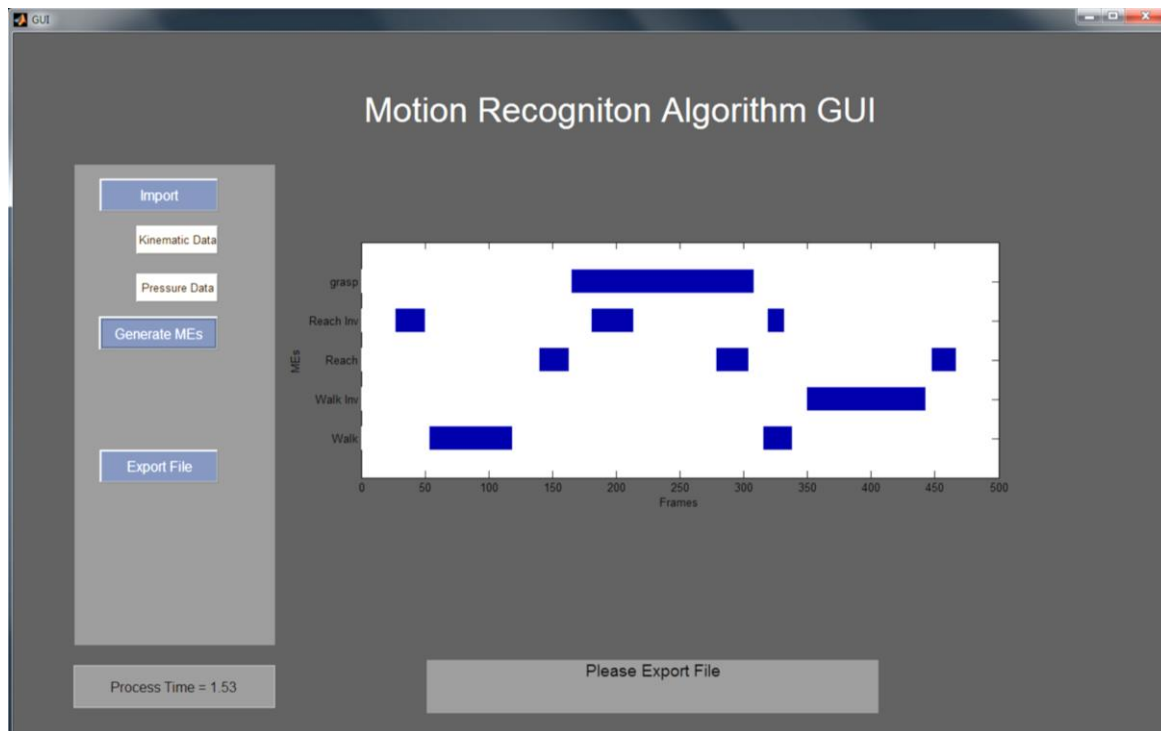 GUI
Motion Recogniton Algorithm GUI
Import
Kinematic Data
Pressure Data
Generate MEs
Export File
MEs
grasp
Reach Inv
Reach
Walk Inv
Walk
0 50 100 150 200 250 300 350 400 450 500
Frames
Process Time = 1.53
Please Export File